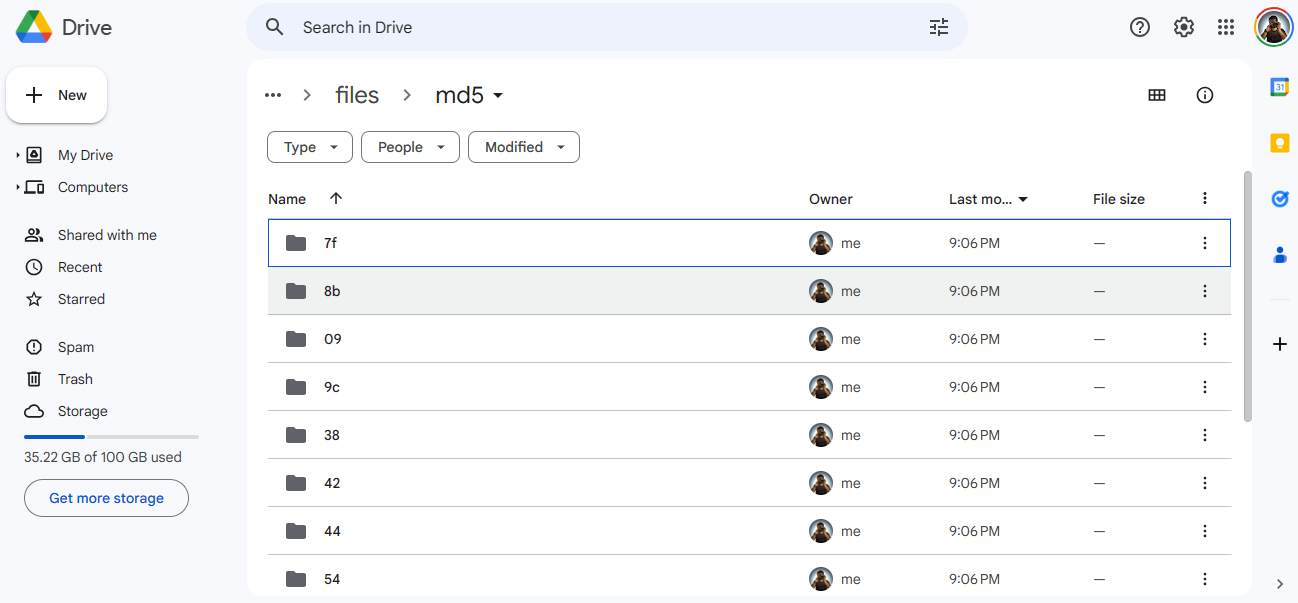 Drive
Search in Drive
New
My Drive
Computers
Shared with me
Recent
Starred
Spam
Trash
Storage
35.22 GB of 100 GB used
Get more storage
files
md5
Type
People
Modified
Name
Owner
Last mo...
File size
7f
me
9:06 PM
—
8b
me
9:06 PM
—
09
me
9:06 PM
—
9c
me
9:06 PM
—
38
me
9:06 PM
—
42
me
9:06 PM
—
44
me
9:06 PM
—
54
me
9:06 PM
—
31